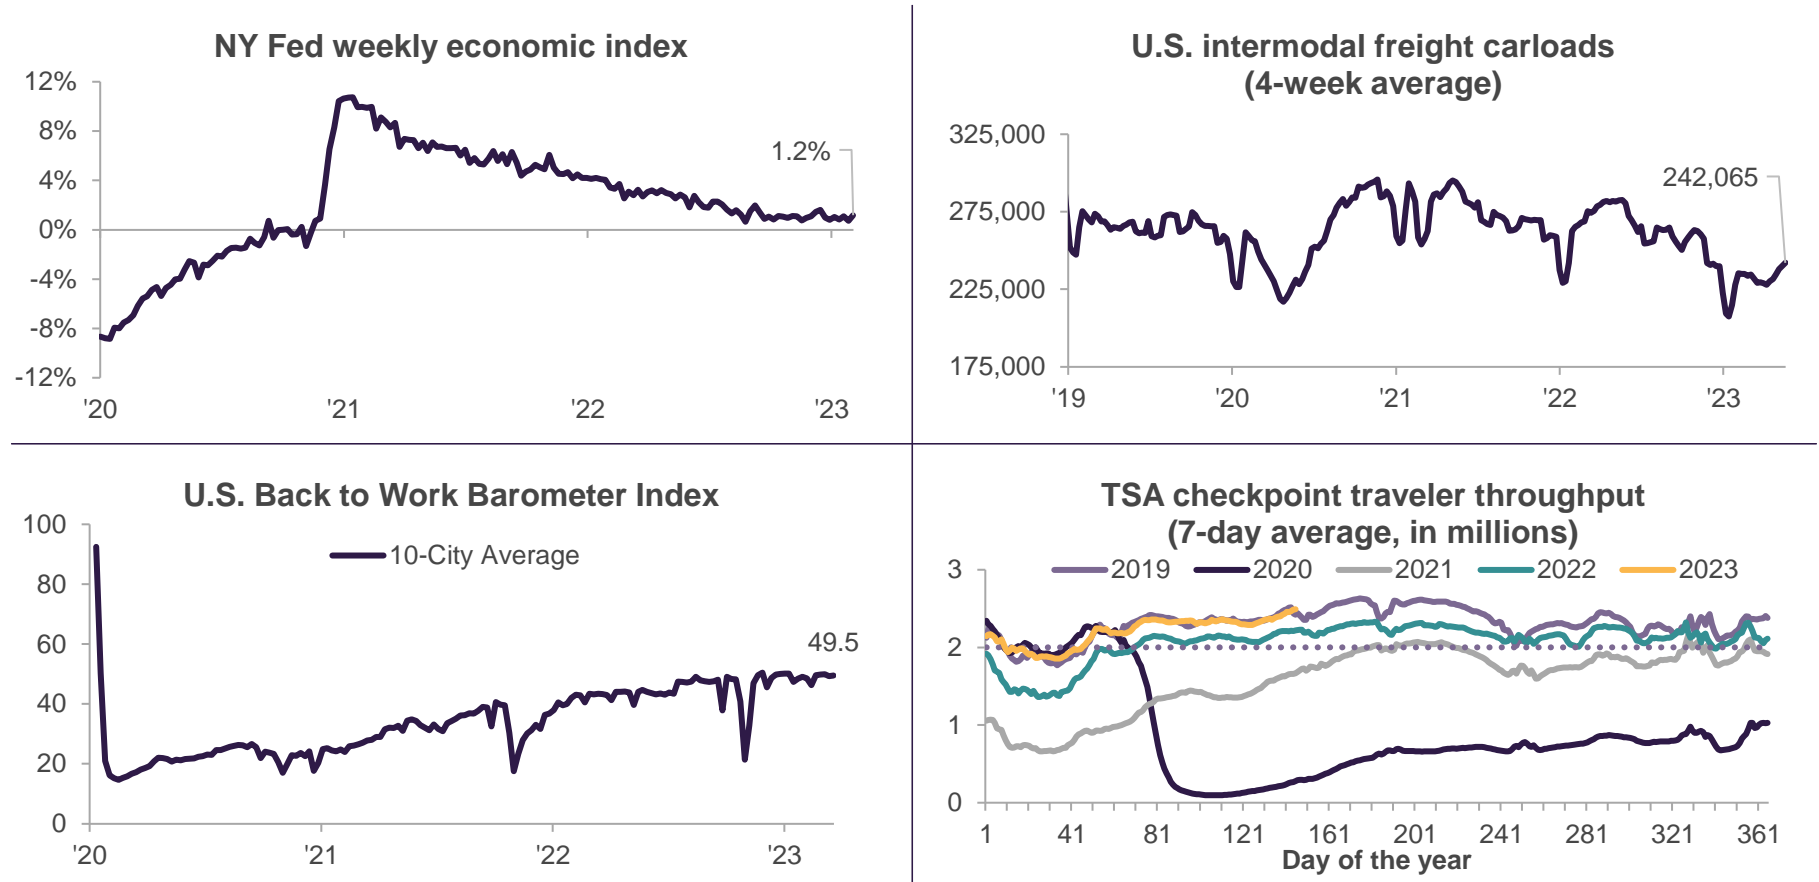 NY Fed weekly economic index
12%
8%
4%
0%
-4%
-8%
-12%
1.2%
'20 '21 '22 '23
U.S. intermodal freight carloads
(4-week average)
325,000
275,000
225,000
175,000
242,065
'19 '20 '21 '22 '23
U.S. Back to Work Barometer Index
10-City Average
100
80
60
40
20
0
49.5
'20 '21 '22 '23
TSA checkpoint traveler throughput
(7-day average, in millions)
2019 2020 2021 2022 2023
3
2
1
0
1 41 81 121 161 201 241 281 321 361
Day of the year